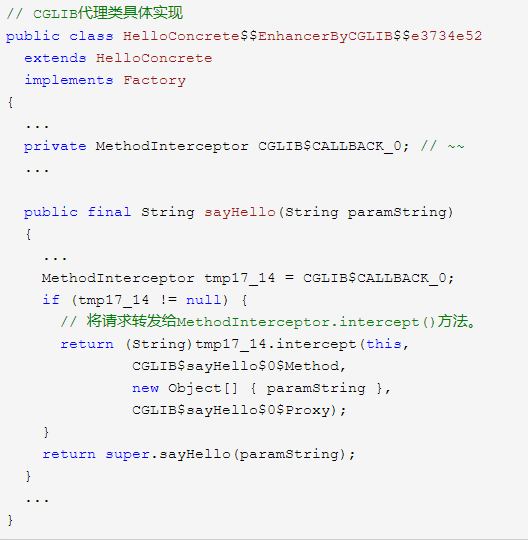 // CGLIB代理类具体实现
public class HelloConcrete$$EnhancerByCGLIB$$e3734e52
  extends HelloConcrete
  implements Factory
{
  ...
  private MethodInterceptor CGLIB$CALLBACK_0; // ~~
  ...

  public final String sayHello(String paramString)
  {
    ...
    MethodInterceptor tmp17_14 = CGLIB$CALLBACK_0;
    if (tmp17_14 != null) {
      // 将请求转发给MethodInterceptor.intercept()方法。
      return (String)tmp17_14.intercept(this,
              CGLIB$sayHello$0$Method,
              new Object[] { paramString },
              CGLIB$sayHello$0$Proxy);
    }
    return super.sayHello(paramString);
  }
  ...
}